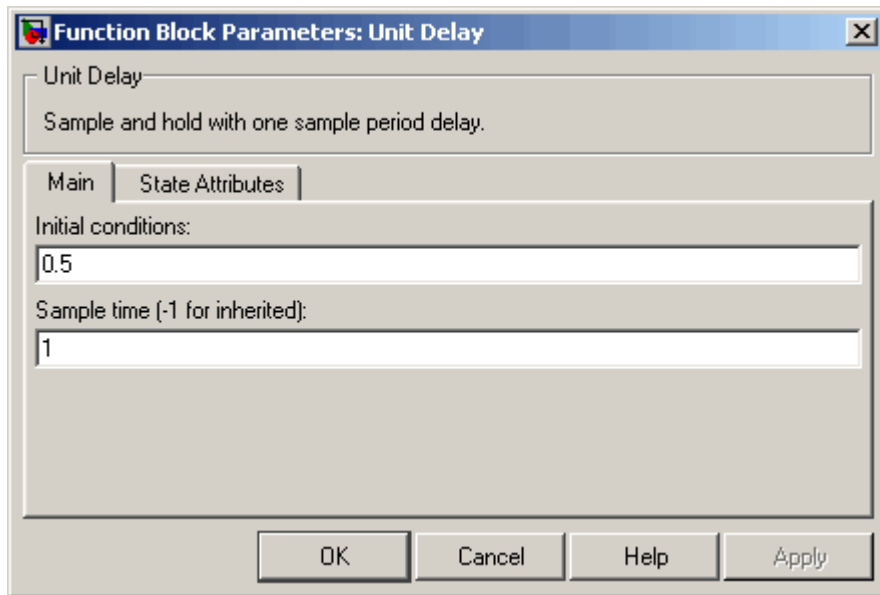 Function Block Parameters: Unit Delay
Unit Delay
Sample and hold with one sample period delay.
Main State Attributes
Initial conditions:
0.5
Sample time (-1 for inherited):
1
OK Cancel Help Apply